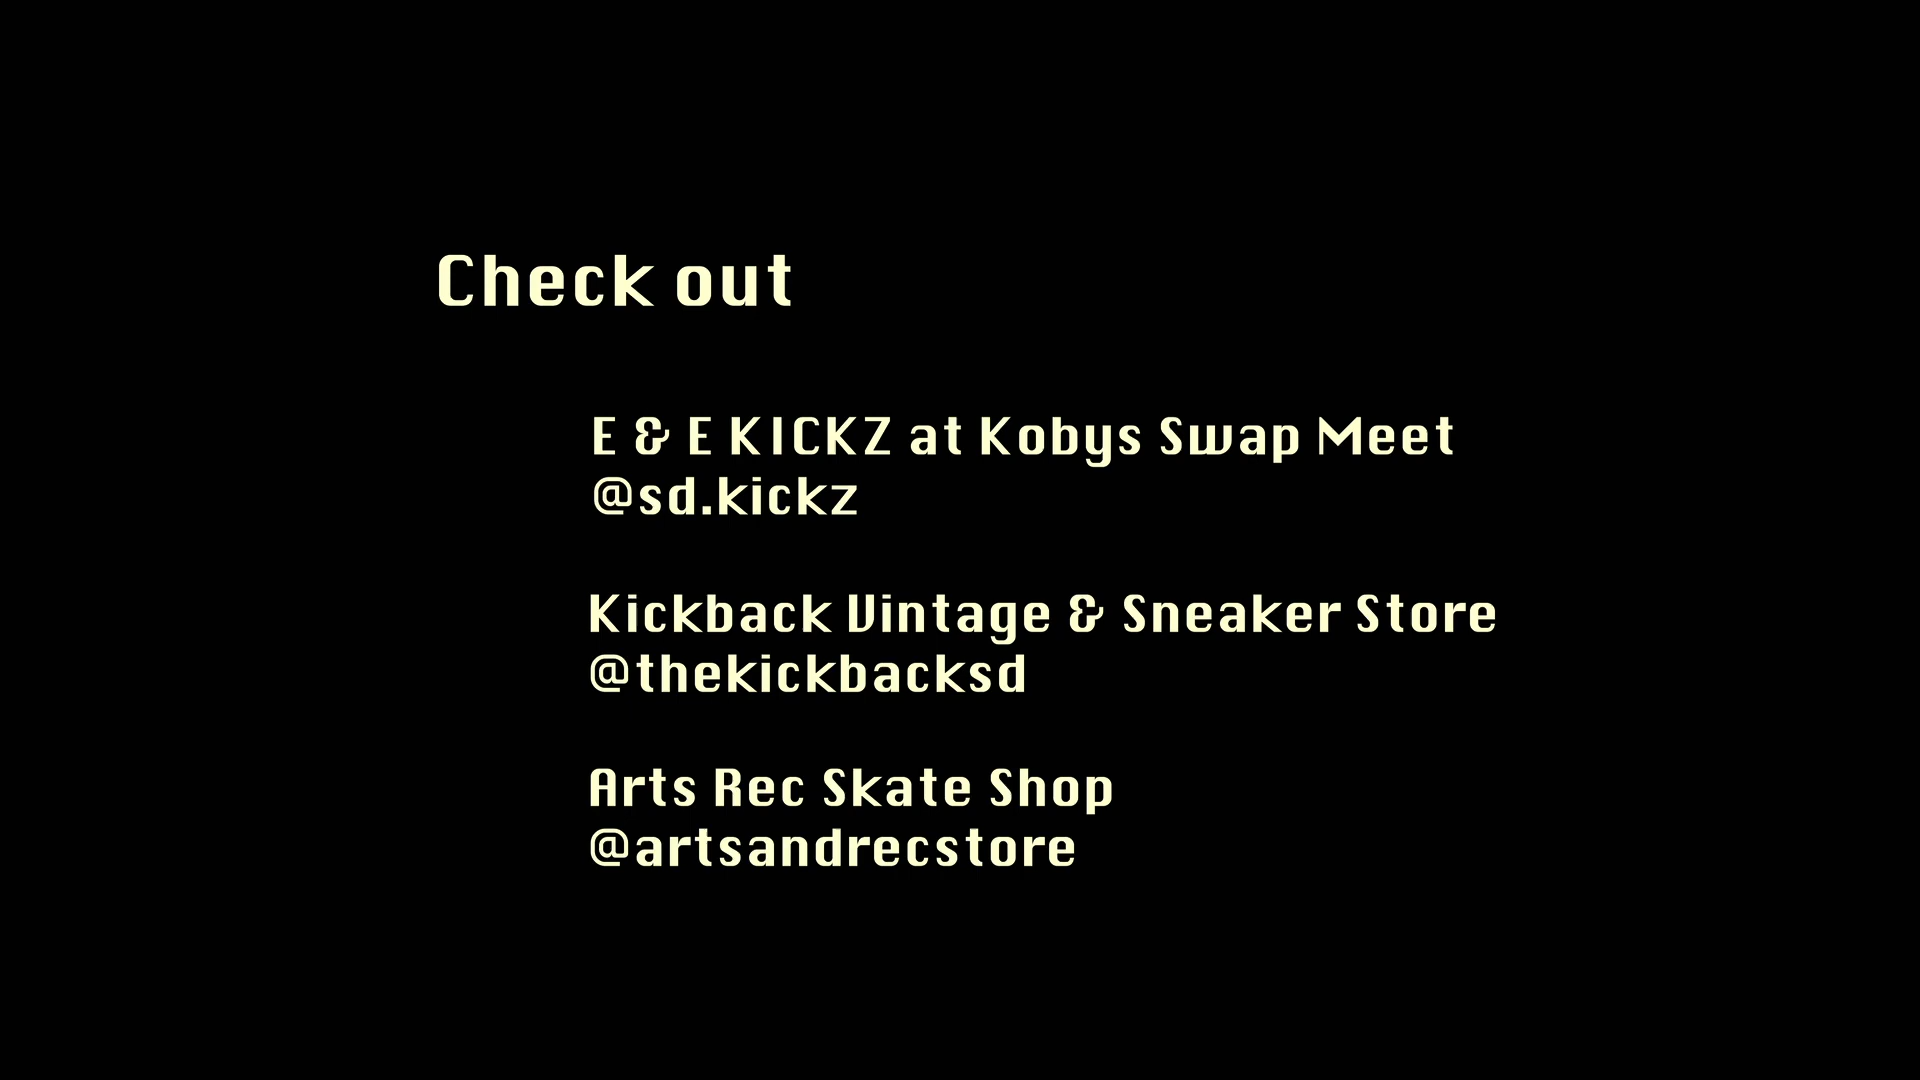 Check out
E & E KICKZ at Kobys Swap Meet
@sd.kickz
Kickback Vintage & Sneaker Store
@thekickbacksd
Arts Rec Skate Shop
@artsandrecstore